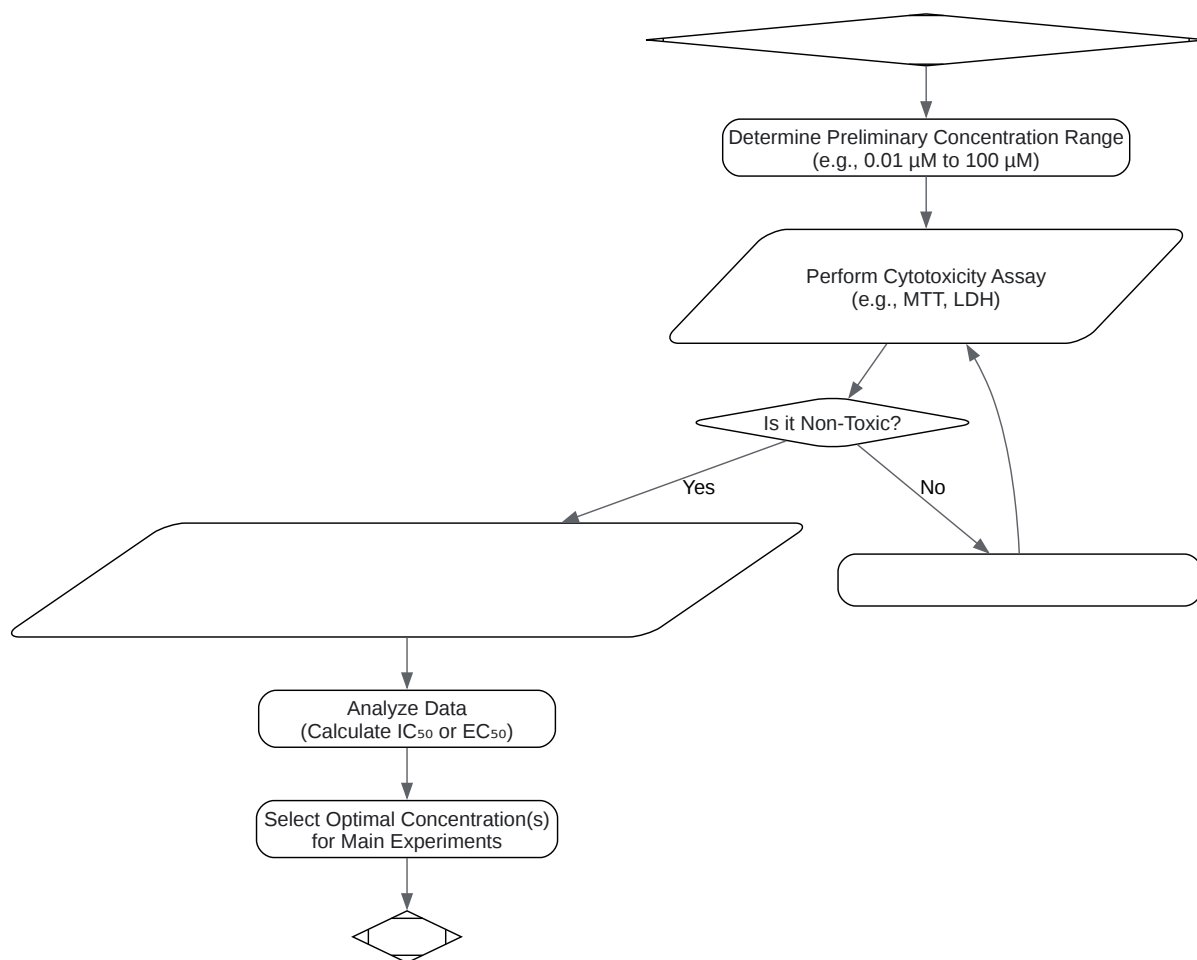 Determine Preliminary Concentration Range
(e.g., 0.01 µM to 100 µM)
Perform Cytotoxicity Assay
(e.g., MTT, LDH)
Is it Non-Toxic?
Yes
No
Analyze Data
(Calculate IC₅₀ or EC₅₀)
Select Optimal Concentration(s)
for Main Experiments